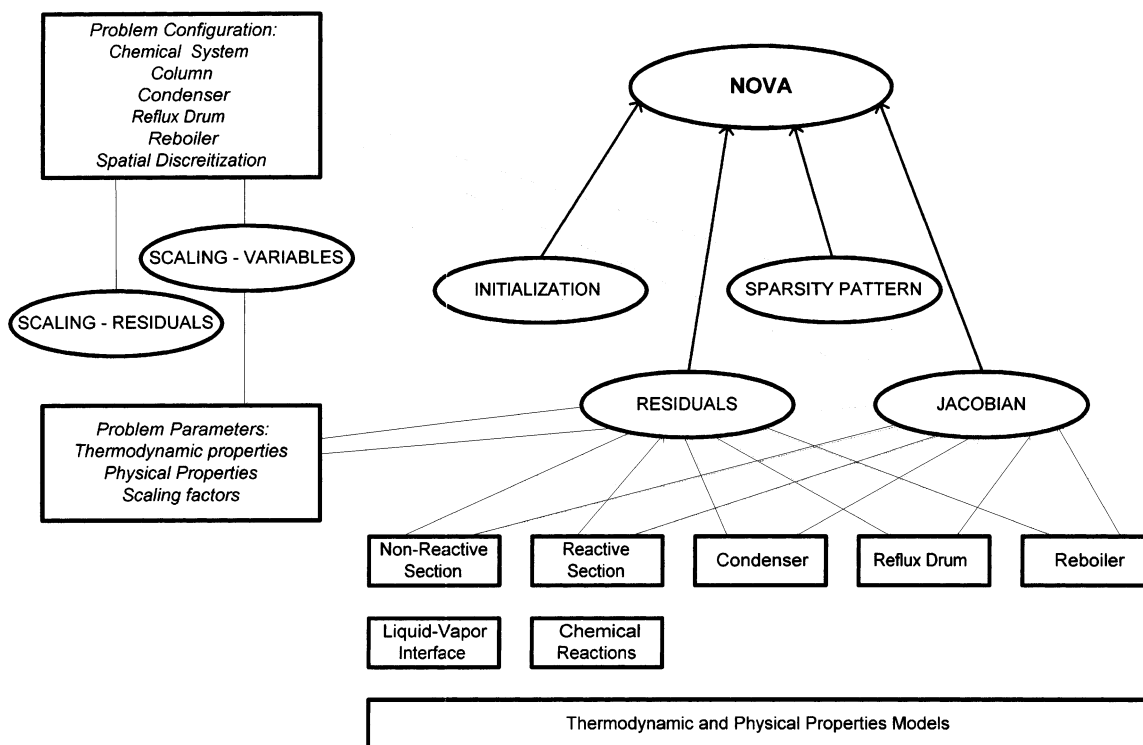 Problem Configuration:
Chemical System
Column
Condenser
Reflux Drum
Reboiler
Spatial Discreitization
NOVA
SCALING - VARIABLES
SCALING - RESIDUALS
INITIALIZATION
SPARSITY PATTERN
Problem Parameters:
Thermodynamic properties
Physical Properties
Scaling factors
RESIDUALS
JACOBIAN
Non-Reactive
Section
Reactive
Section
Condenser
Reflux Drum
Reboiler
Liquid-Vapor
Interface
Chemical
Reactions
Thermodynamic and Physical Properties Models